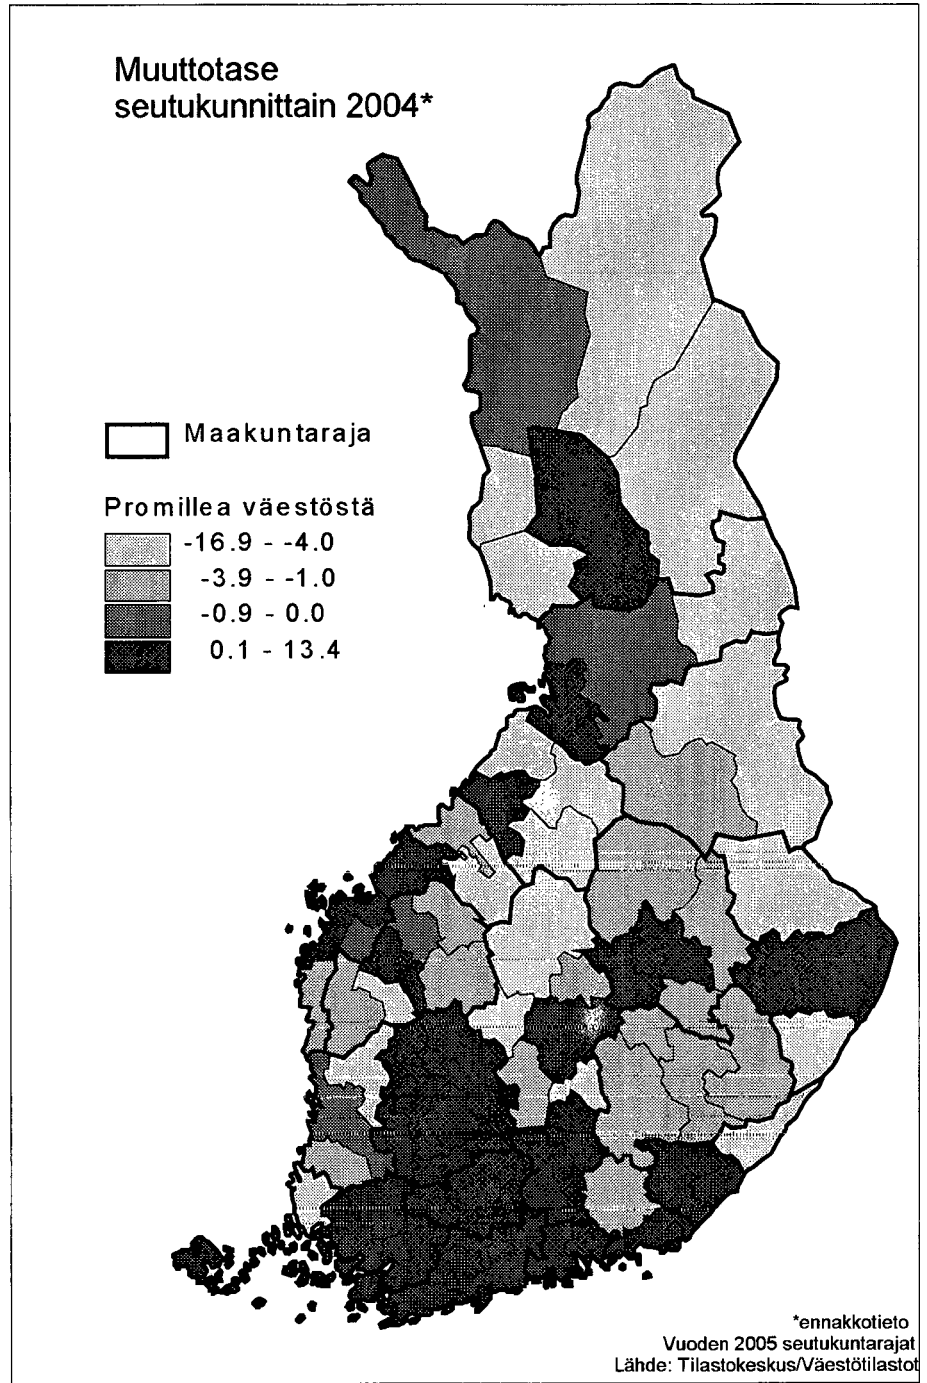 Muuttotase
seutukunnittain 2004*
Maakuntaraja
Promillea väestöstä
-16.9 - -4.0
-3.9 - -1.0
-0.9 - 0.0
0.1 - 13.4
*ennakkotieto
Vuoden 2005 seutukuntarajat
Lähde: Tilastokeskus/Väestötilastot